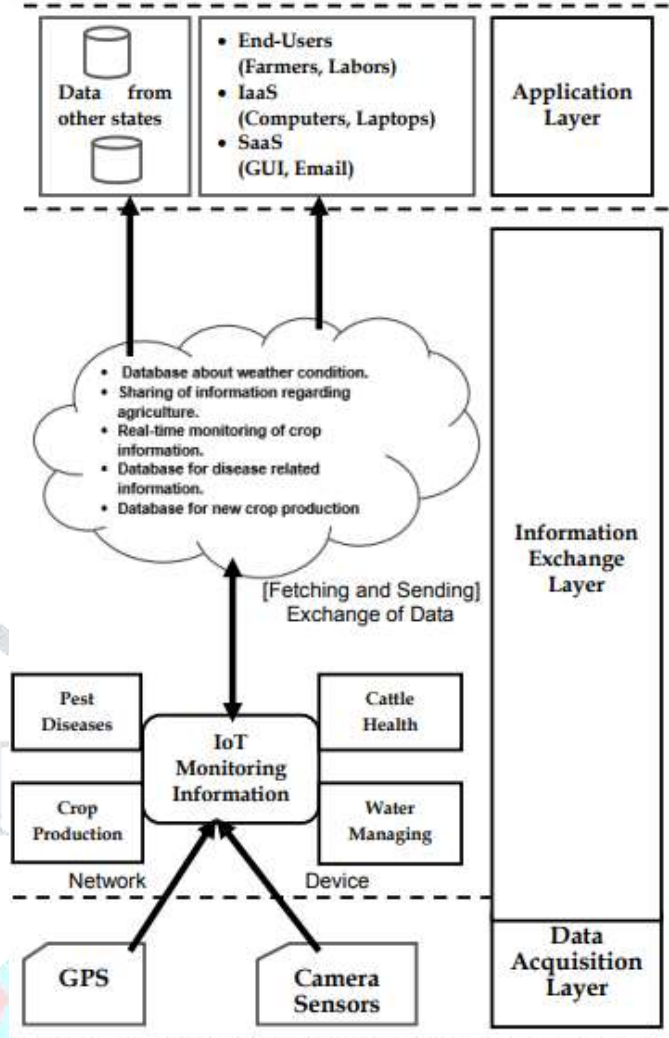 Data from
other states
• End-Users
(Farmers, Labors)
• IaaS
(Computers, Laptops)
• SaaS
(GUI, Email)
Application
Layer
• Database about weather condition.
• Sharing of information regarding
agriculture.
• Real-time monitoring of crop
information.
• Database for disease related
information.
• Database for new crop production
Information
Exchange
Layer
[Fetching and Sending]
Exchange of Data
Pest
Diseases
Cattle
Health
IoT
Monitoring
Information
Crop
Production
Water
Managing
Network
Device
GPS
Camera
Sensors
Data
Acquisition
Layer